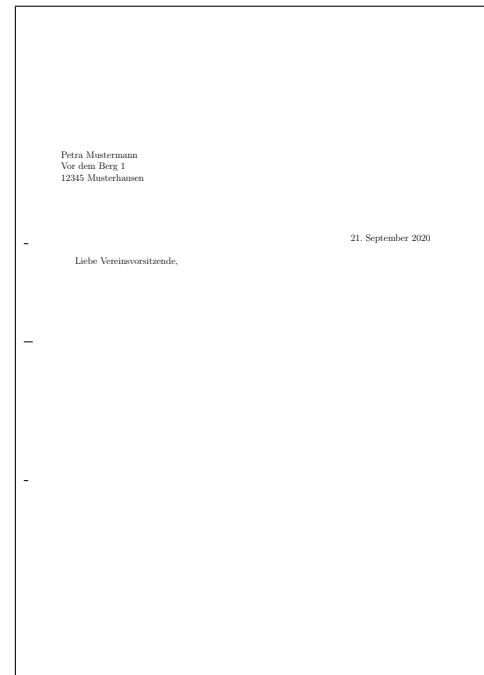 Petra Mustermann
Vor dem Berg 1
12345 Musterhausen
21. September 2020
Liebe Vereinsvorsitzende,